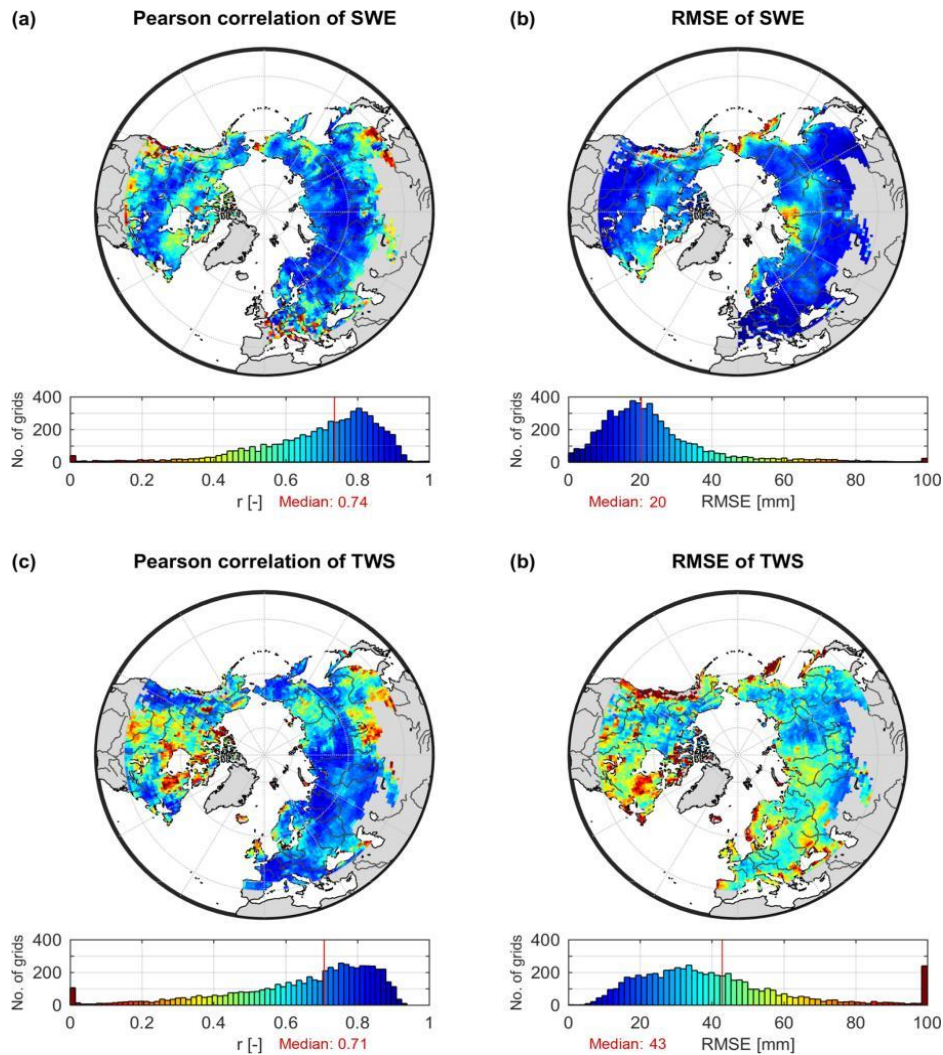 (a) Pearson correlation of SWE
(b) RMSE of SWE
No. of grids
400
200
0
0 0.2 0.4 0.6 0.8 1
r [-] Median: 0.74
No. of grids
400
200
0
0 20 40 60 80 100
Median: 20 RMSE [mm]
(c) Pearson correlation of TWS
(b) RMSE of TWS
No. of grids
400
200
0
0 0.2 0.4 0.6 0.8 1
r [-] Median: 0.71
No. of grids
400
200
0
0 20 40 60 80 100
Median: 43 RMSE [mm]